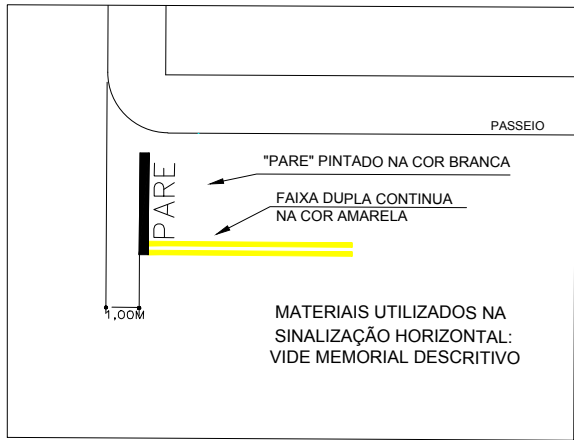 PASSEIO
"PARE" PINTADO NA COR BRANCA
PARE
FAIXA DUPLA CONTINUA
NA COR AMARELA
1,00M
MATERIAIS UTILIZADOS NA
SINALIZAÇÃO HORIZONTAL:
VIDE MEMORIAL DESCRITIVO